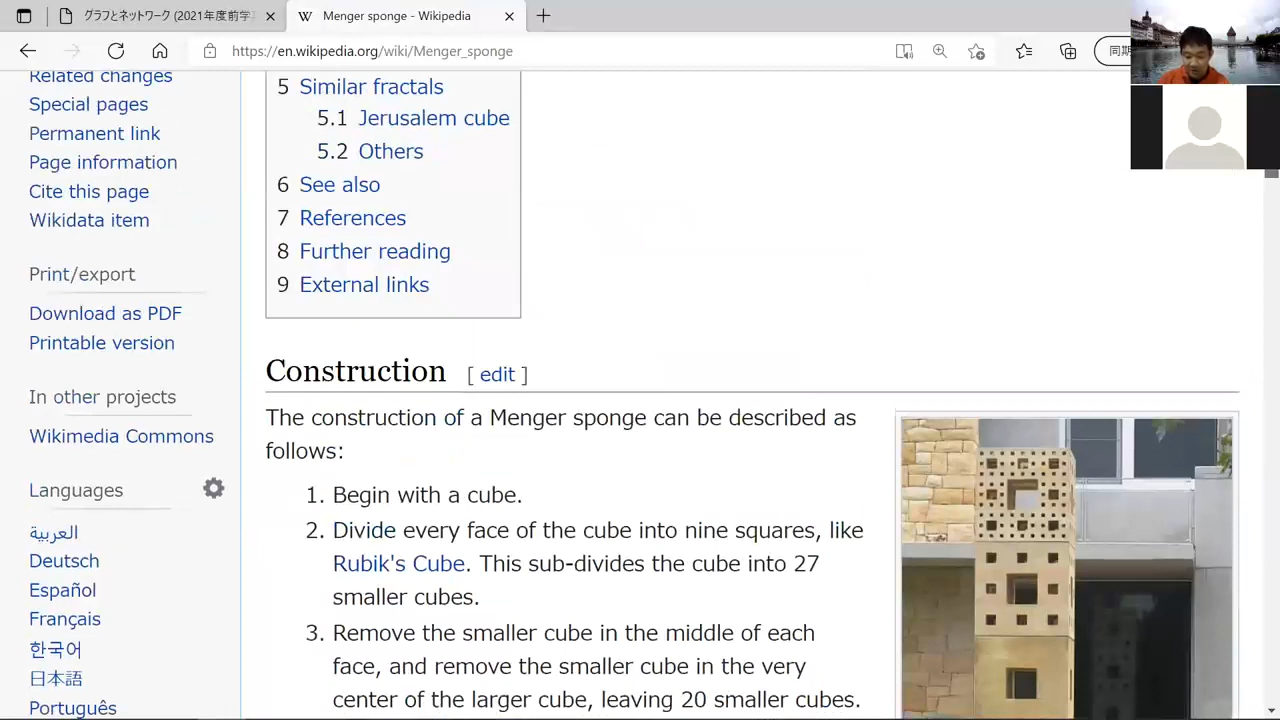 グラフとネットワーク (2021年度前学
Menger sponge - Wikipedia
https://en.wikipedia.org/wiki/Menger_sponge
同期
Related changes
Special pages
Permanent link
Page information
Cite this page
Wikidata item
Print/export
Download as PDF
Printable version
In other projects
Wikimedia Commons
Languages
العربية
Deutsch
Español
Français
한국어
日本語
Português
5 Similar fractals
5.1 Jerusalem cube
5.2 Others
6 See also
7 References
8 Further reading
9 External links
Construction [ edit ]
The construction of a Menger sponge can be described as
follows:
1. Begin with a cube.
2. Divide every face of the cube into nine squares, like
Rubik's Cube. This sub-divides the cube into 27
smaller cubes.
3. Remove the smaller cube in the middle of each
face, and remove the smaller cube in the very
center of the larger cube, leaving 20 smaller cubes.